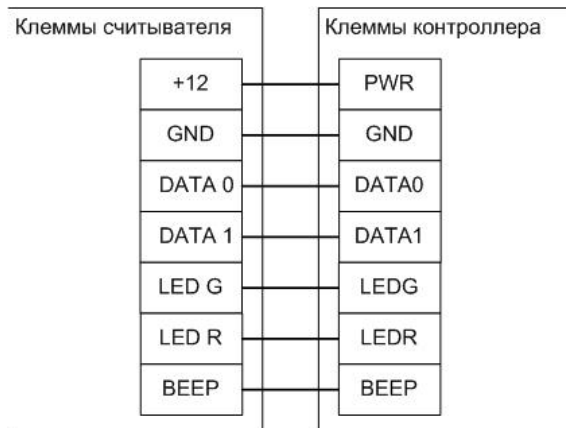 Клеммы считывателя Клеммы контроллера
+12 PWR
GND GND
DATA 0 DATA0
DATA 1 DATA1
LED G LEDG
LED R LEDR
BEEP BEEP